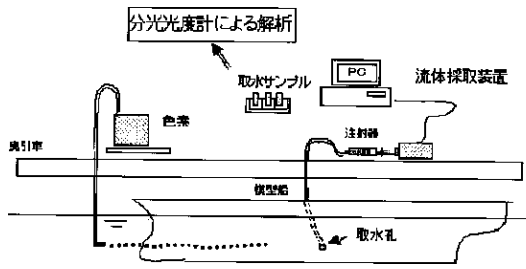 分光光度計による解析
取水サンプル
PC
流体採取装置
色素
注射器
曳引車
模型船
取水孔